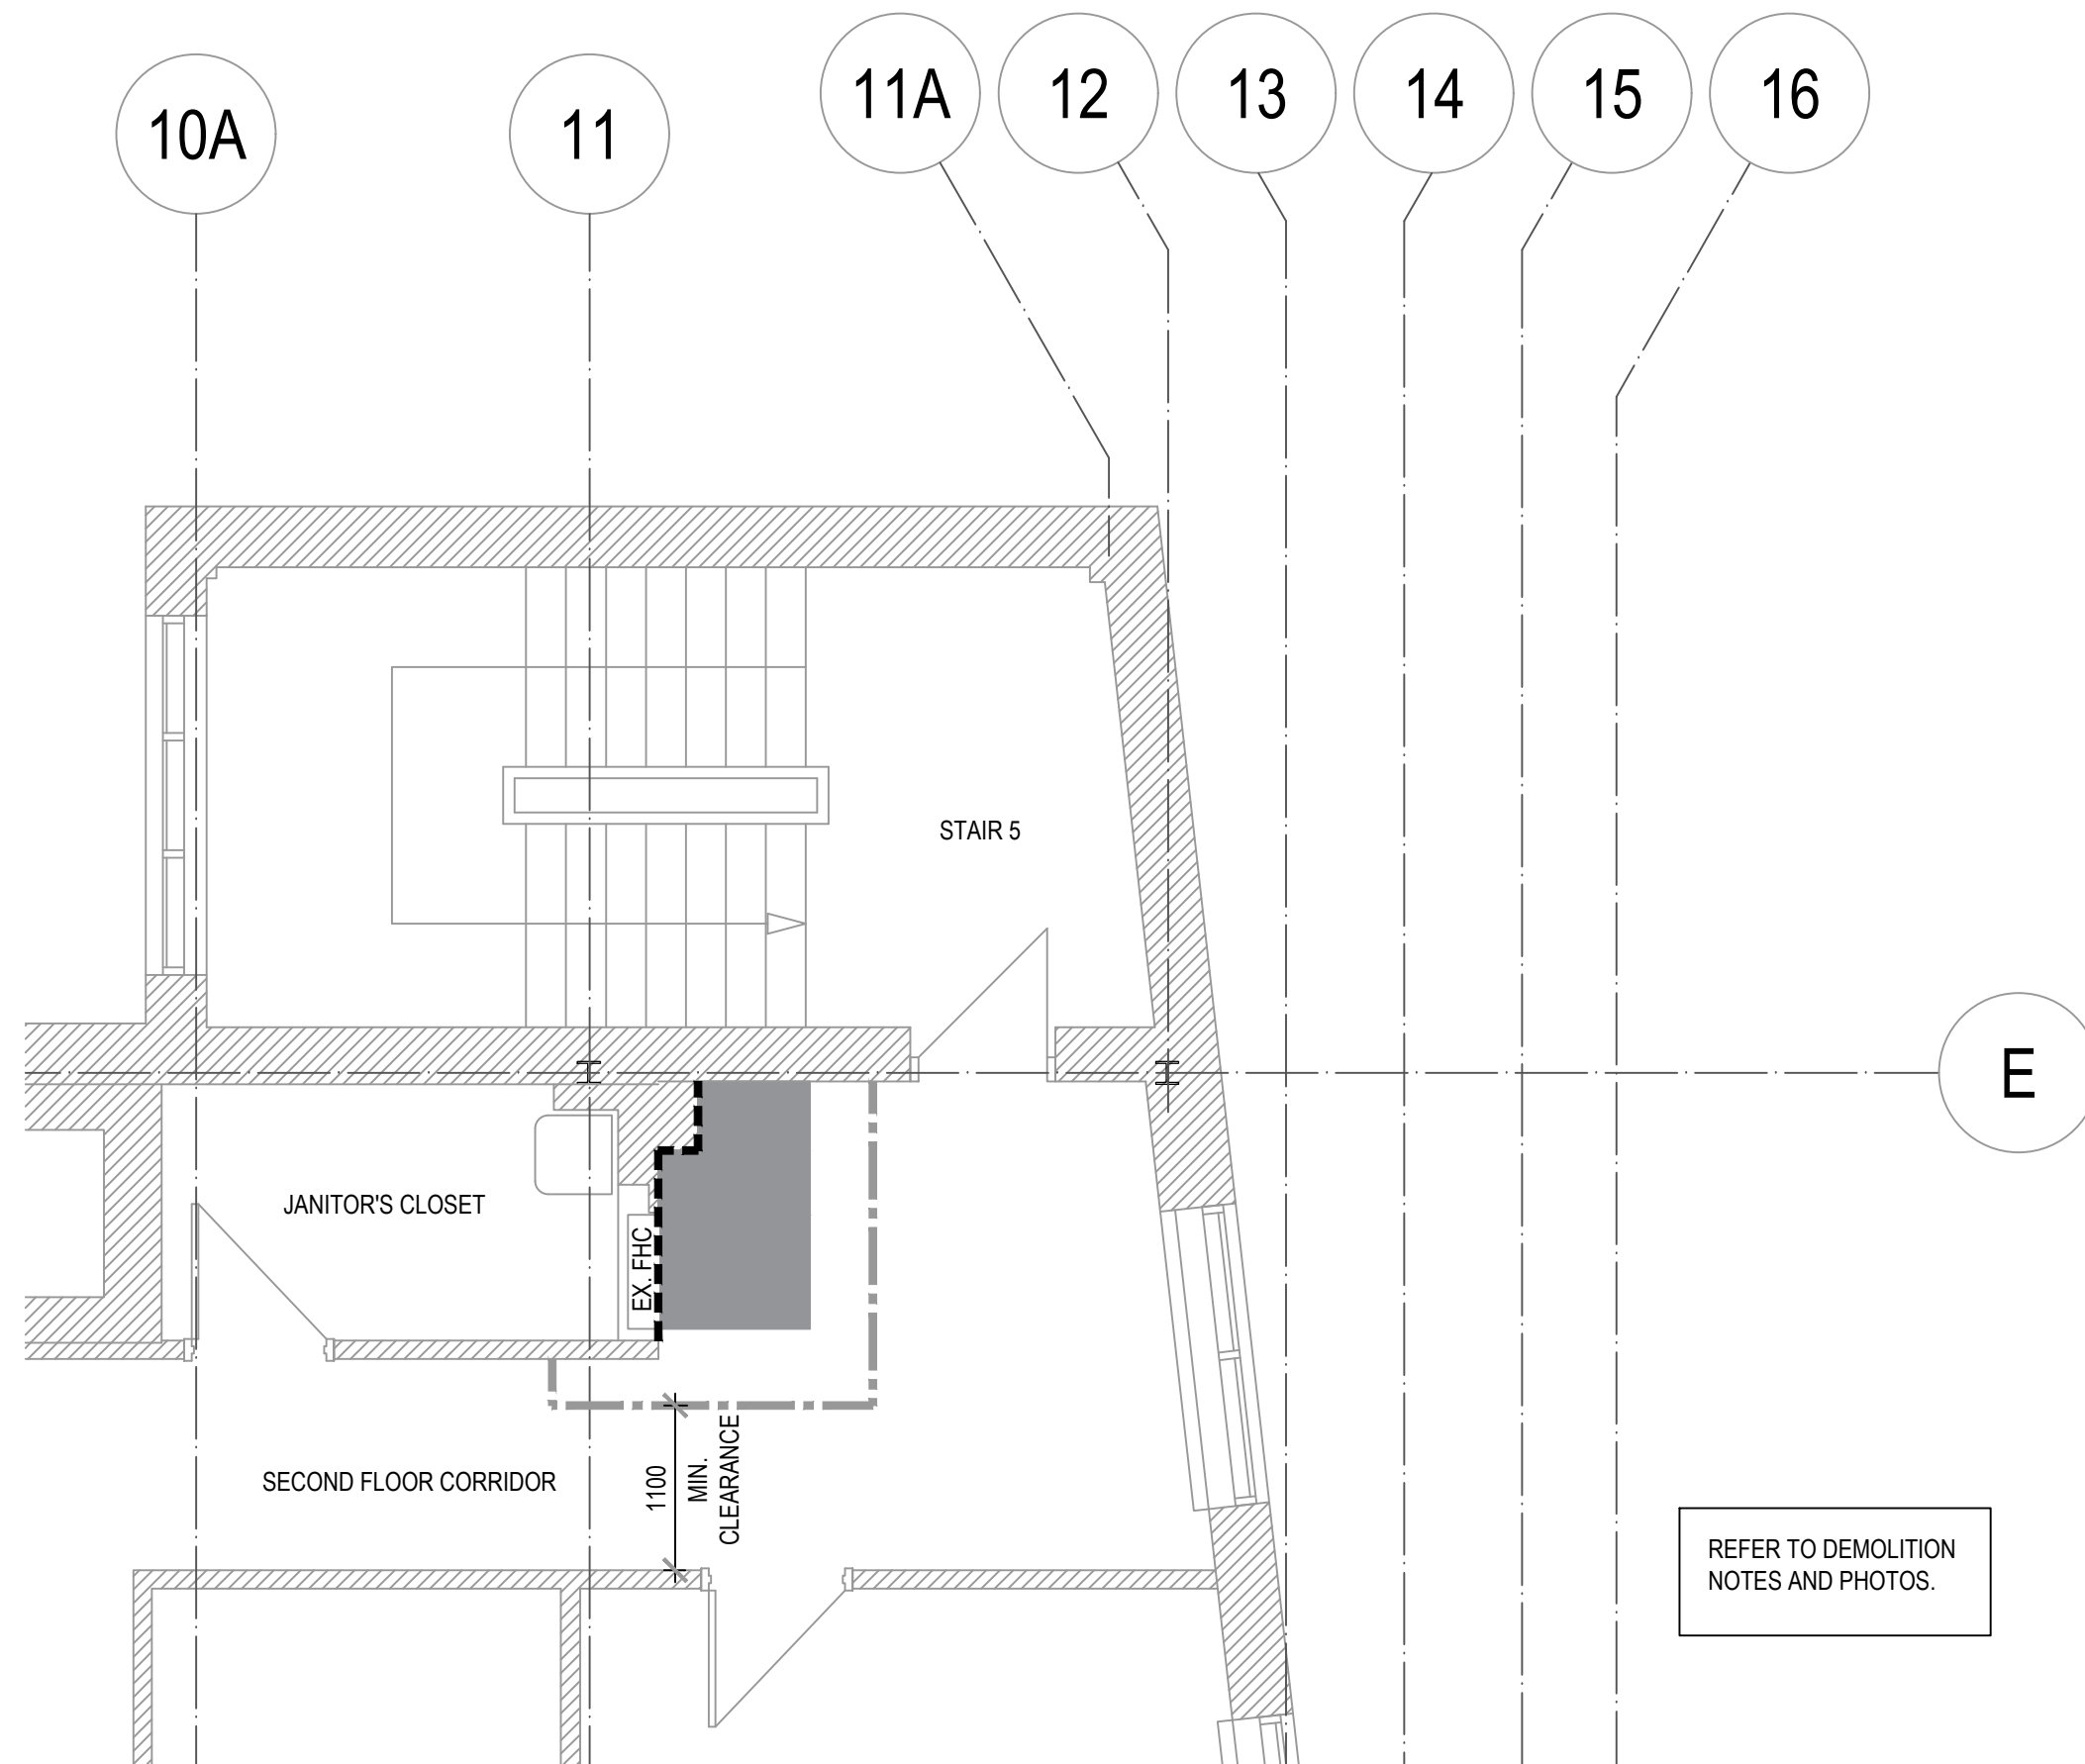 10A
11
11A
12
13
14
15
16
STAIR 5
E
JANITOR'S CLOSET
EX. FHC
SECOND FLOOR CORRIDOR
1100
MIN.
CLEARANCE
REFER TO DEMOLITION
NOTES AND PHOTOS.